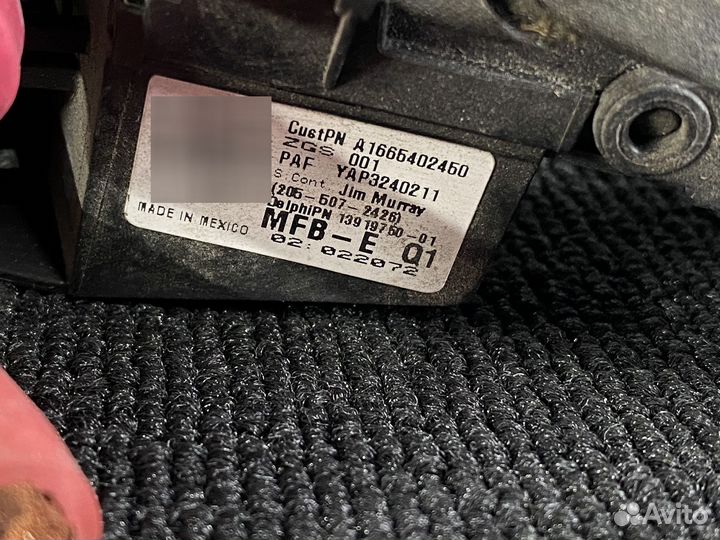 CustPN A1665402450
ZGS 001
PAF YAP3240211
S.Cont Jim Murray
(205-507-2426)
DelphiPN 13919750-01
MFB-E Q1
02:022072
MADE IN MEXICO
Avito